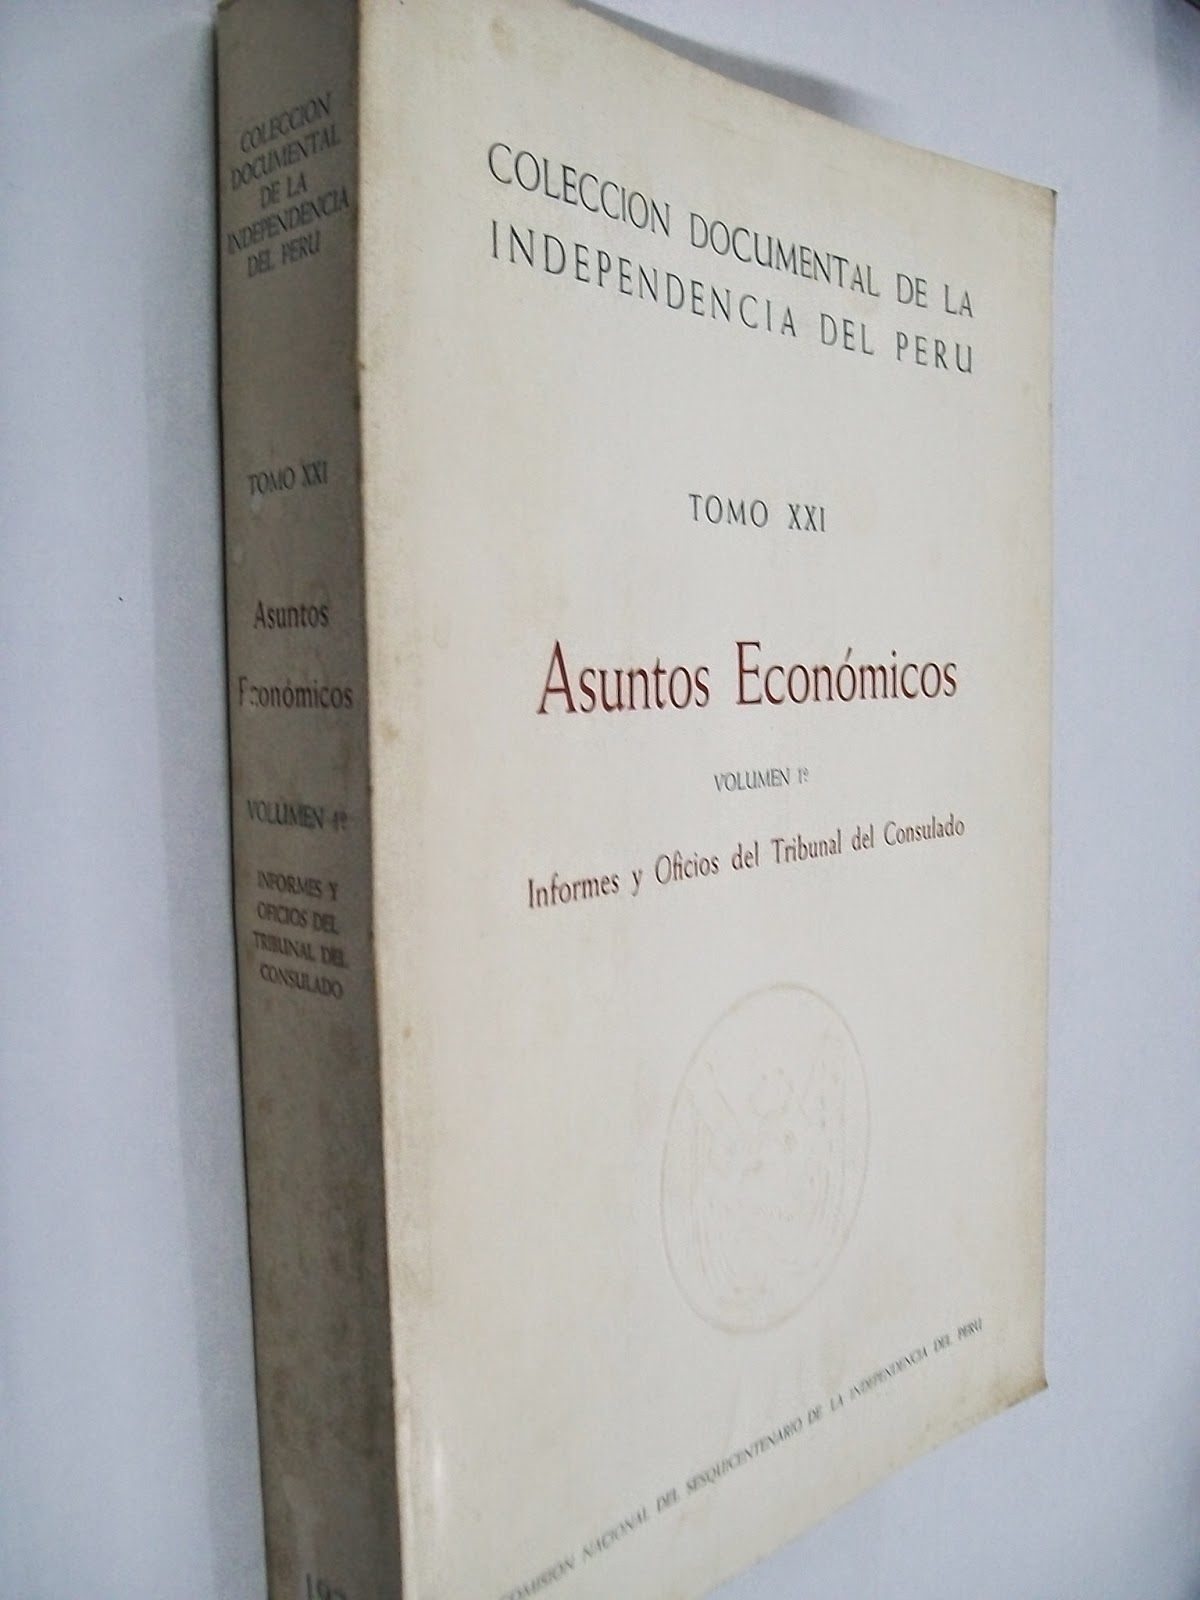 COLECCION
DOCUMENTAL
DE LA
INDEPENDENCIA
DEL PERU
TOMO XXI
Asuntos
Económicos
VOLUMEN 1º
INFORMES Y
OFICIOS DEL
TRIBUNAL DEL
CONSULADO
COLECCION DOCUMENTAL DE LA
INDEPENDENCIA DEL PERU
TOMO XXI
Asuntos Económicos
VOLUMEN 1º
Informes y Oficios del Tribunal del Consulado
COMISION NACIONAL DEL SESQUICENTENARIO DE LA INDEPENDENCIA DEL PERU